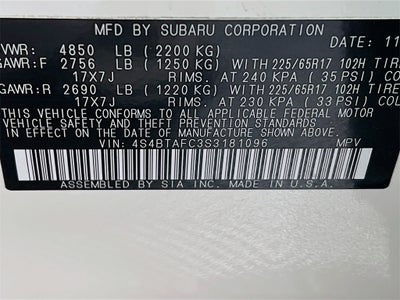 MFD BY SUBARU CORPORATION DATE: 11
VWR: 4850 LB (2200 KG)
GAWR:F 2756 LB (1250 KG) WITH 225/65R17 102H TIRE
17X7J RIMS. AT 240 KPA (35 PSI) COL
GAWR:R 2690 LB (1220 KG) WITH 225/65R17 102H TIRE
17X7J RIMS. AT 230 KPA (33 PSI) COL
THIS VEHICLE CONFORMS TO ALL APPLICABLE FEDERAL MOTOR
SAFETY AND THEFT PREVENTION STANDARDS
IN EFFECT ON THE DATE OF MANUFACTURE SHOWN ABOVE.
VIN: 4S4BTAFC3S3181096 MPV
ASSEMBLED BY SIA INC. MADE IN U.S.A.